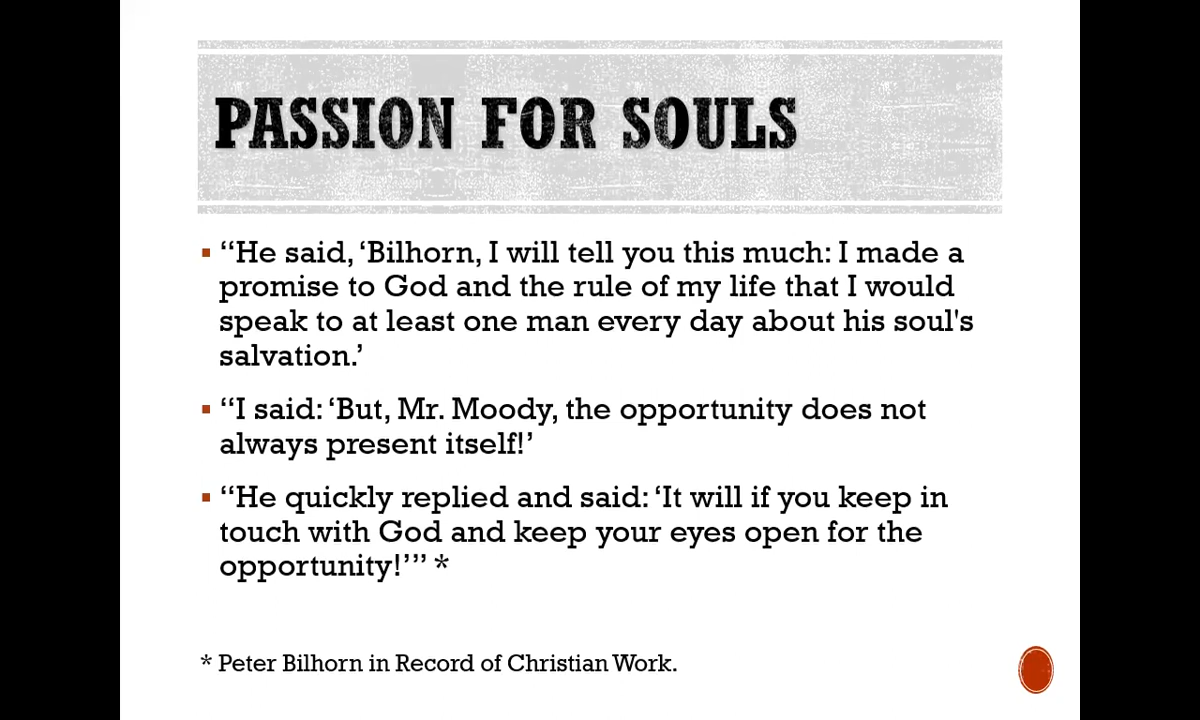 PASSION FOR SOULS
▪ “He said, ‘Bilhorn, I will tell you this much: I made a
promise to God and the rule of my life that I would
speak to at least one man every day about his soul's
salvation.’
▪ “I said: ‘But, Mr. Moody, the opportunity does not
always present itself!’
▪ “He quickly replied and said: ‘It will if you keep in
touch with God and keep your eyes open for the
opportunity!’” *
* Peter Bilhorn in Record of Christian Work.